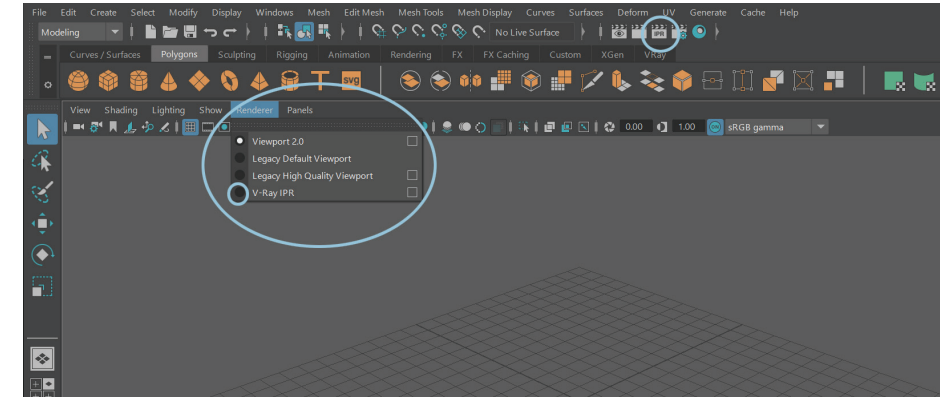 File Edit Create Select Modify Display Windows Mesh Edit Mesh Mesh Tools Mesh Display Curves Surfaces Deform UV Generate Cache Help
Modeling No Live Surface IPR
Curves / Surfaces Polygons Sculpting Rigging Animation Rendering FX FX Caching Custom XGen VRay
SVG
View Shading Lighting Show Renderer Panels
0.00 1.00 sRGB gamma
Viewport 2.0
Legacy Default Viewport
Legacy High Quality Viewport
V-Ray IPR